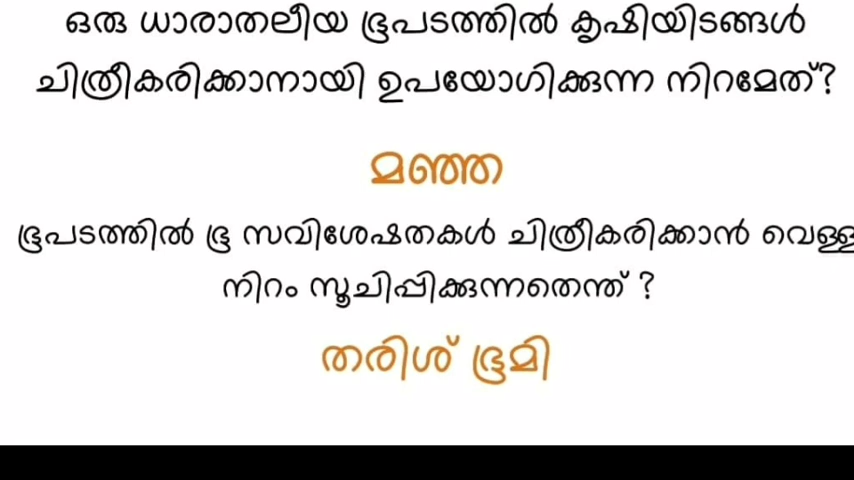 ഒരു ധാരാതലീയ ഭൂപടത്തിൽ കൃഷിയിടങ്ങൾ
ചിത്രീകരിക്കാനായി ഉപയോഗിക്കുന്ന നിറമേത്?
മഞ്ഞ
ഭൂപടത്തിൽ ഭൂ സവിശേഷതകൾ ചിത്രീകരിക്കാൻ വെള്ള
നിറം സൂചിപ്പിക്കുന്നതെന്ത് ?
തരിശ് ഭൂമി